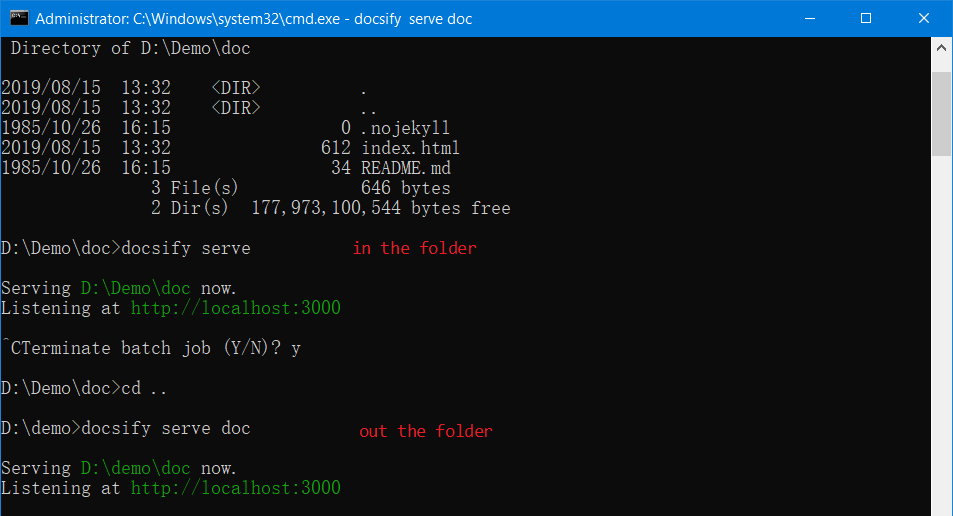 Administrator: C:\Windows\system32\cmd.exe - docsify  serve doc
Directory of D:\Demo\doc
2019/08/15  13:32    <DIR>          .
2019/08/15  13:32    <DIR>          ..
1985/10/26  16:15                 0 .nojekyll
2019/08/15  13:32               612 index.html
1985/10/26  16:15                34 README.md
3 File(s)            646 bytes
2 Dir(s)  177,973,100,544 bytes free
D:\Demo\doc>docsify serve          in the folder
Serving D:\Demo\doc now.
Listening at http://localhost:3000
^CTerminate batch job (Y/N)? y
D:\Demo\doc>cd ..
D:\demo>docsify serve doc          out the folder
Serving D:\demo\doc now.
Listening at http://localhost:3000